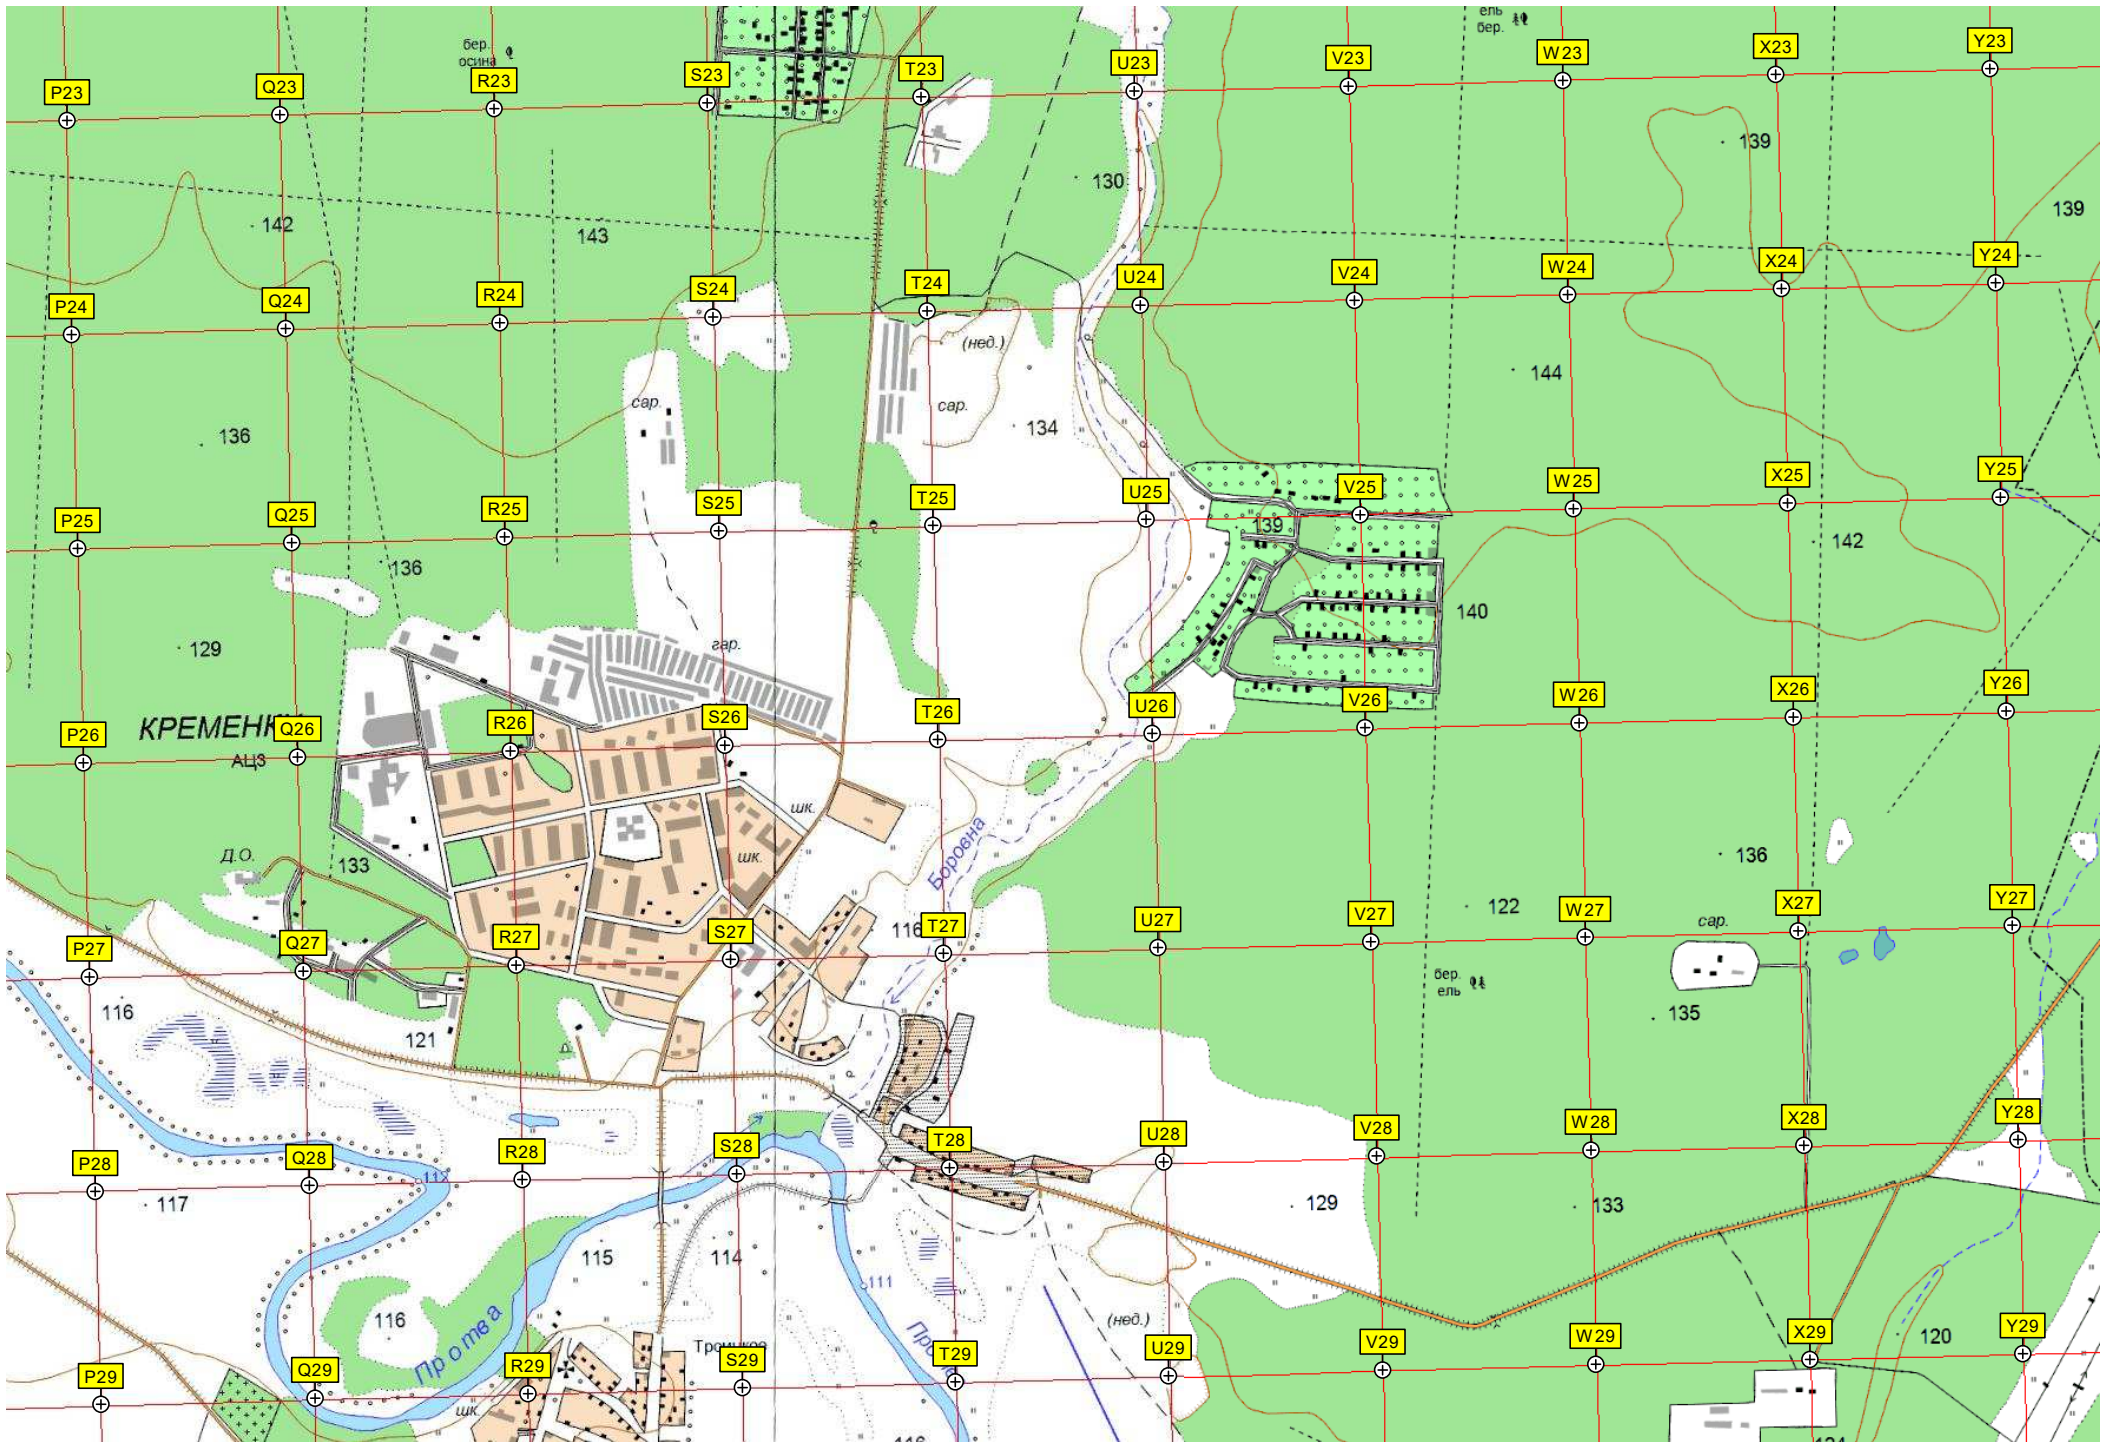 ель
бер.
бер.
осина
P23
Q23
R23
S23
T23
U23
V23
W23
X23
Y23
139
130
142
143
139
P24
Q24
R24
S24
T24
U24
V24
W24
X24
Y24
(нед.)
144
сар.
сар.
134
136
P25
Q25
R25
S25
T25
U25
V25
W25
X25
Y25
139
142
136
140
129
гар.
КРЕМЕНК
АЦЗ
P26
Q26
R26
S26
T26
U26
V26
W26
X26
Y26
шк.
Боровна
Д.О.
133
шк.
136
122
116
сар.
P27
Q27
R27
S27
T27
U27
V27
W27
X27
Y27
бер.
ель
116
121
135
P28
Q28
R28
S28
T28
U28
V28
W28
X28
Y28
112
117
129
133
115
114
111
116
Протва
(нед.)
120
P29
Q29
R29
S29
T29
U29
V29
W29
X29
Y29
шк.